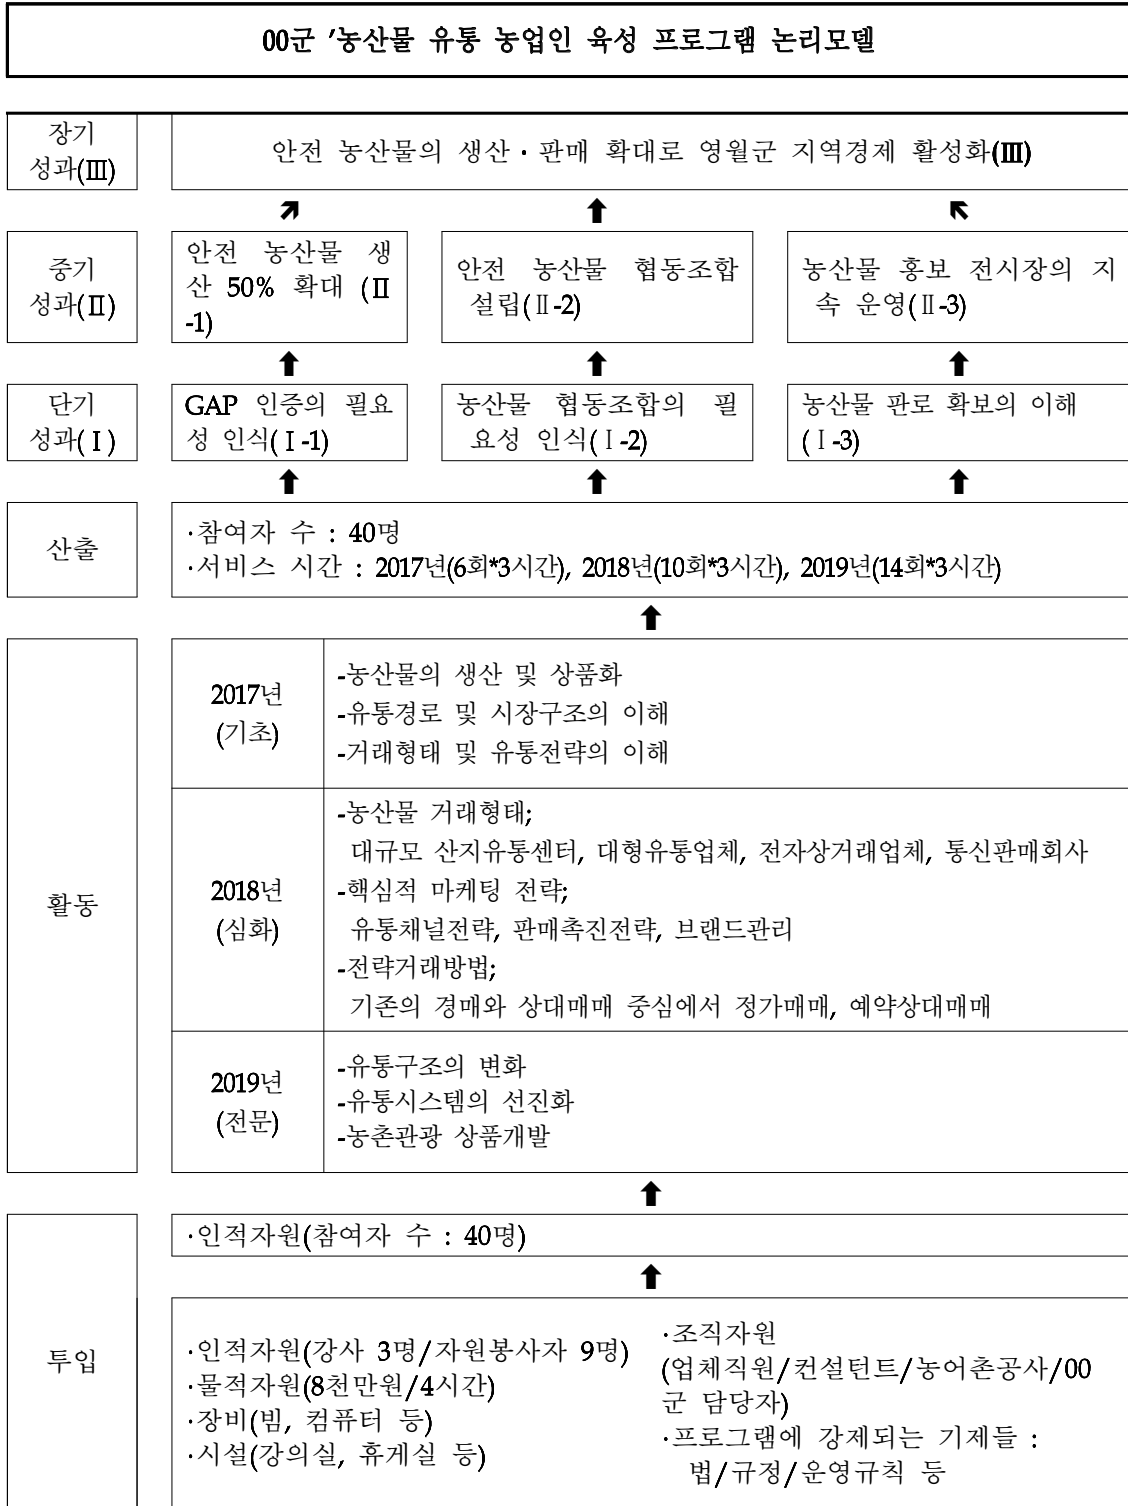 00군 '농산물 유통 농업인 육성 프로그램 논리모델
장기
성과(Ⅲ)
안전 농산물의 생산·판매 확대로 영월군 지역경제 활성화(Ⅲ)
중기
성과(Ⅱ)
안전 농산물 생
산 50% 확대 (Ⅱ
-1)
안전 농산물 협동조합
설립(Ⅱ-2)
농산물 홍보 전시장의 지
속 운영(Ⅱ-3)
단기
성과(Ⅰ)
GAP 인증의 필요
성 인식(Ⅰ-1)
농산물 협동조합의 필
요성 인식(Ⅰ-2)
농산물 판로 확보의 이해
(Ⅰ-3)
산출
·참여자 수 : 40명
·서비스 시간 : 2017년(6회*3시간), 2018년(10회*3시간), 2019년(14회*3시간)
활동
2017년
(기초)
-농산물의 생산 및 상품화
-유통경로 및 시장구조의 이해
-거래형태 및 유통전략의 이해
2018년
(심화)
-농산물 거래형태;
대규모 산지유통센터, 대형유통업체, 전자상거래업체, 통신판매회사
-핵심적 마케팅 전략;
유통채널전략, 판매촉진전략, 브랜드관리
-전략거래방법;
기존의 경매와 상대매매 중심에서 정가매매, 예약상대매매
2019년
(전문)
-유통구조의 변화
-유통시스템의 선진화
-농촌관광 상품개발
투입
·인적자원(참여자 수 : 40명)
·인적자원(강사 3명/자원봉사자 9명)
·물적자원(8천만원/4시간)
·장비(빔, 컴퓨터 등)
·시설(강의실, 휴게실 등)
·조직자원
(업체직원/컨설턴트/농어촌공사/00
군 담당자)
·프로그램에 강제되는 기제들 :
법/규정/운영규칙 등